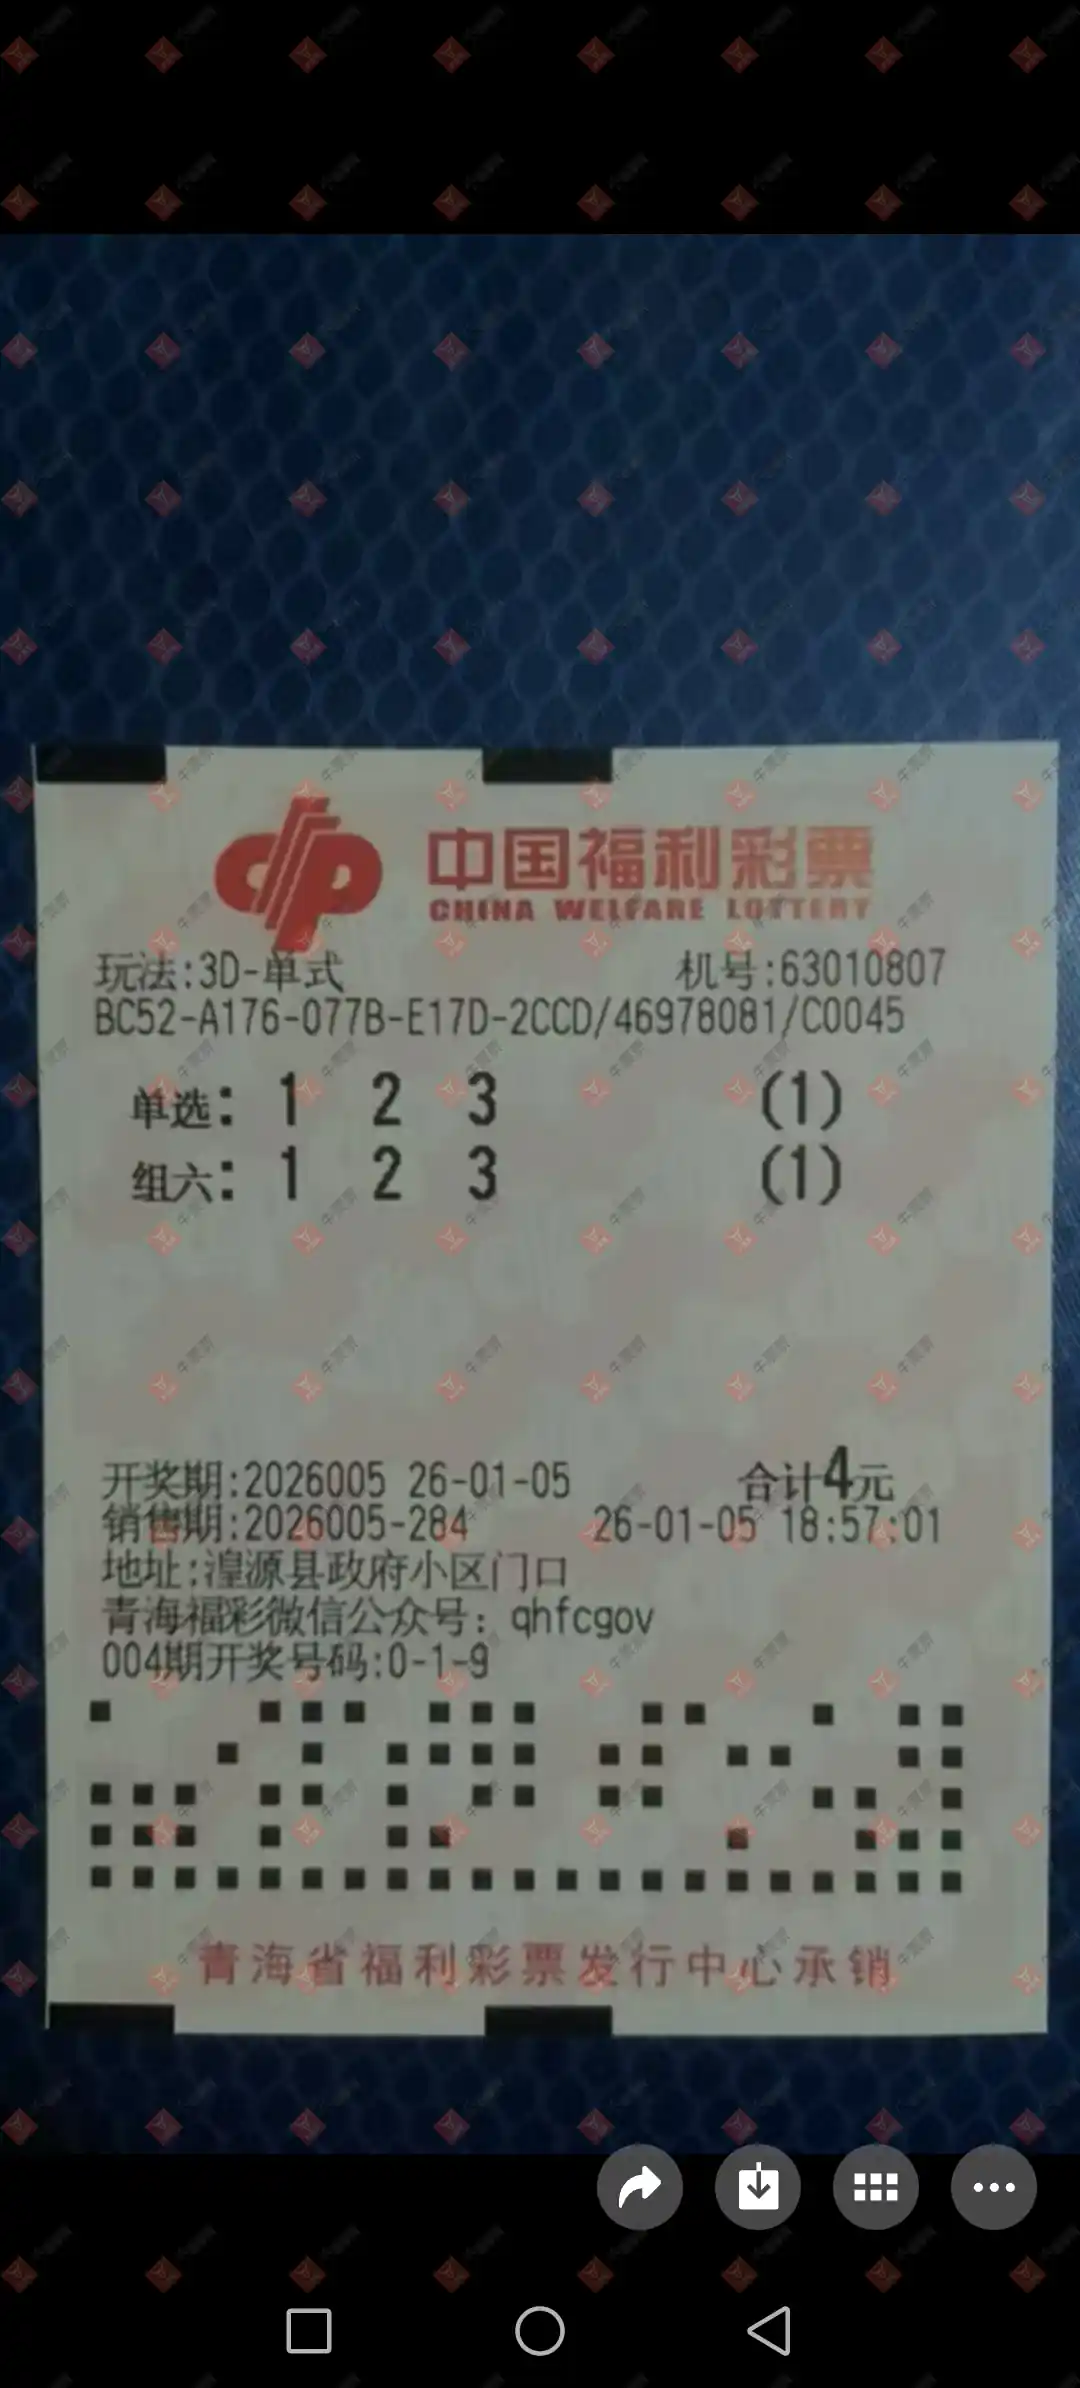 中国福利彩票
CHINA WELFARE LOTTERY
玩法:3D-单式 机号:63010807
BC52-A176-077B-E17D-2CCD/46978081/C0045
单选: 1 2 3 (1)
组六: 1 2 3 (1)
开奖期:2026005 26-01-05 合计4元
销售期:2026005-284 26-01-05 18:57:01
地址:湟源县政府小区门口
青海福彩微信公众号: qhfcgov
004期开奖号码:0-1-9
青海省福利彩票发行中心承销